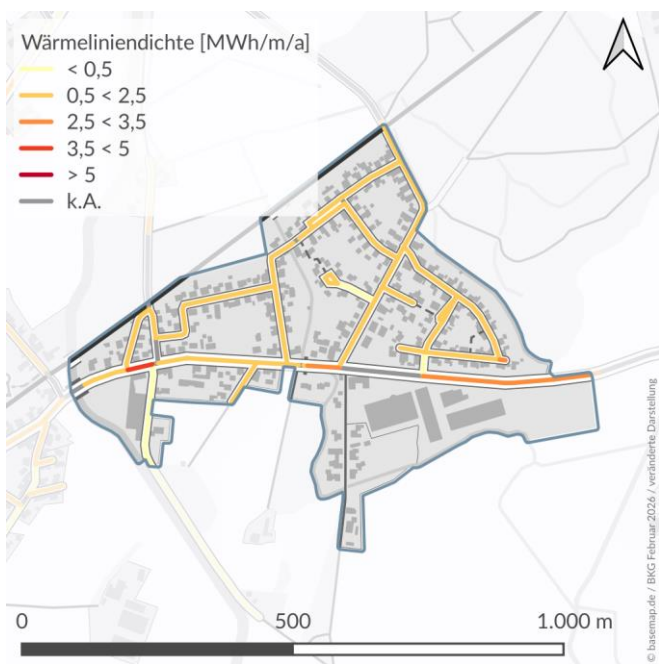 Wärmeliniendichte [MWh/m/a]
< 0,5
0,5 < 2,5
2,5 < 3,5
3,5 < 5
> 5
k.A.
0 500 1.000 m
© basemap.de / BKG Februar 2026 / veränderte Darstellung